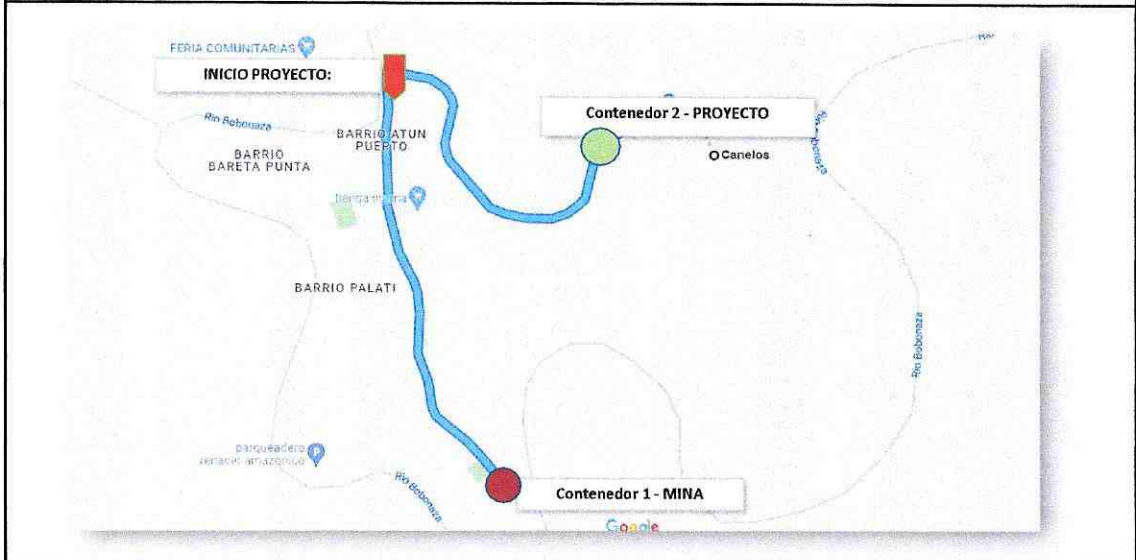 FERIA COMUNITARIAS
INICIO PROYECTO:
Contenedor 2 - PROYECTO
Rio Bobonaza
BARRIO ATUN
PUERTO
BARRIO
BARETA PUNTA
Canelos
BARRIO PALATI
Rio Bobonaza
parqueadero
P
Rio Bobonaza
Contenedor 1 - MINA
Google